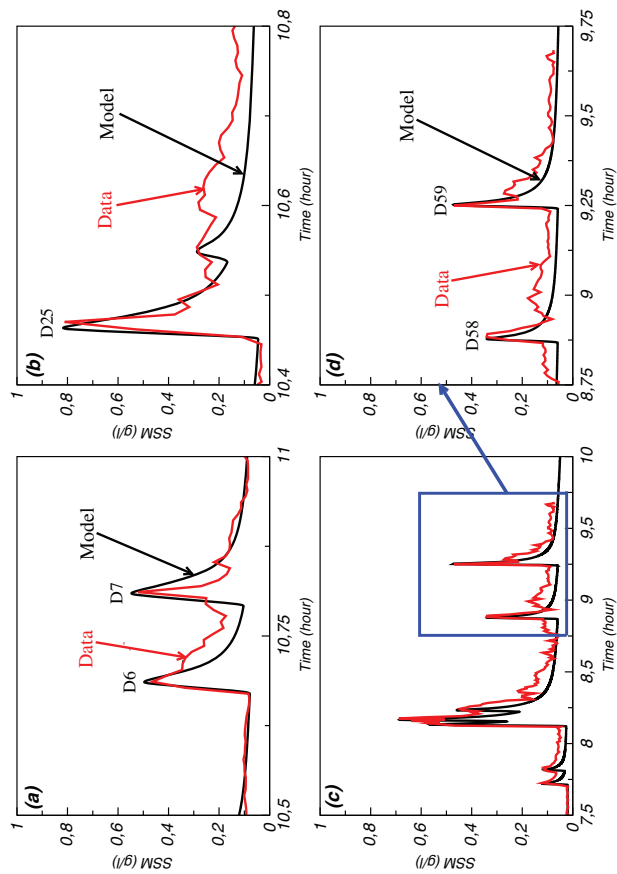 (a)
SSM (g/l)
1
0,8
0,6
0,4
0,2
0
D6
D7
Data
Model
10,5
10,75
11
Time (hour)
(b)
SSM (g/l)
1
0,8
0,6
0,4
0,2
0
D25
Data
Model
10,4
10,6
10,8
Time (hour)
(c)
SSM (g/l)
1
0,8
0,6
0,4
0,2
0
7,5
8
8,5
9
9,5
10
Time (hour)
(d)
SSM (g/l)
1
0,8
0,6
0,4
0,2
0
D58
D59
Data
Model
8,75
9
9,25
9,5
9,75
Time (hour)